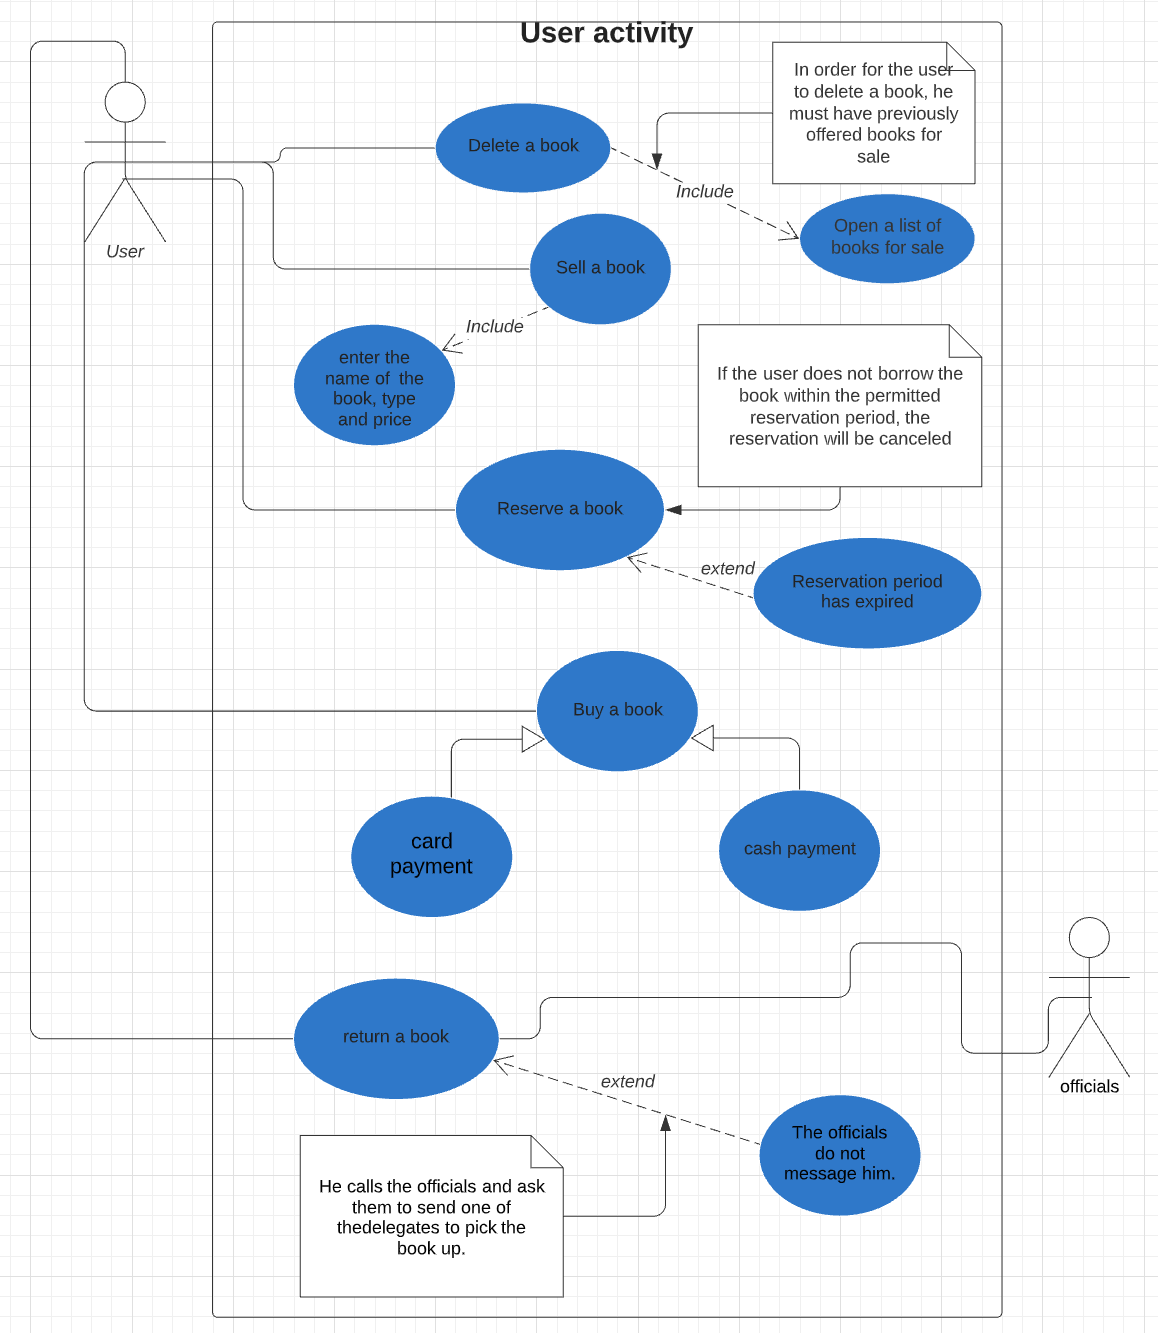 User activity
In order for the user
to delete a book, he
must have previously
offered books for
sale
Delete a book
Include
Open a list of
books for sale
User
Sell a book
Include
enter the
name of  the
book, type
and price
If the user does not borrow the
book within the permitted
reservation period, the
reservation will be canceled
Reserve a book
extend
Reservation period
has expired
Buy a book
card
payment
cash payment
return a book
officials
extend
The officials
do not
message him.
He calls the officials and ask
them to send one of
thedelegates to pick the
book up.